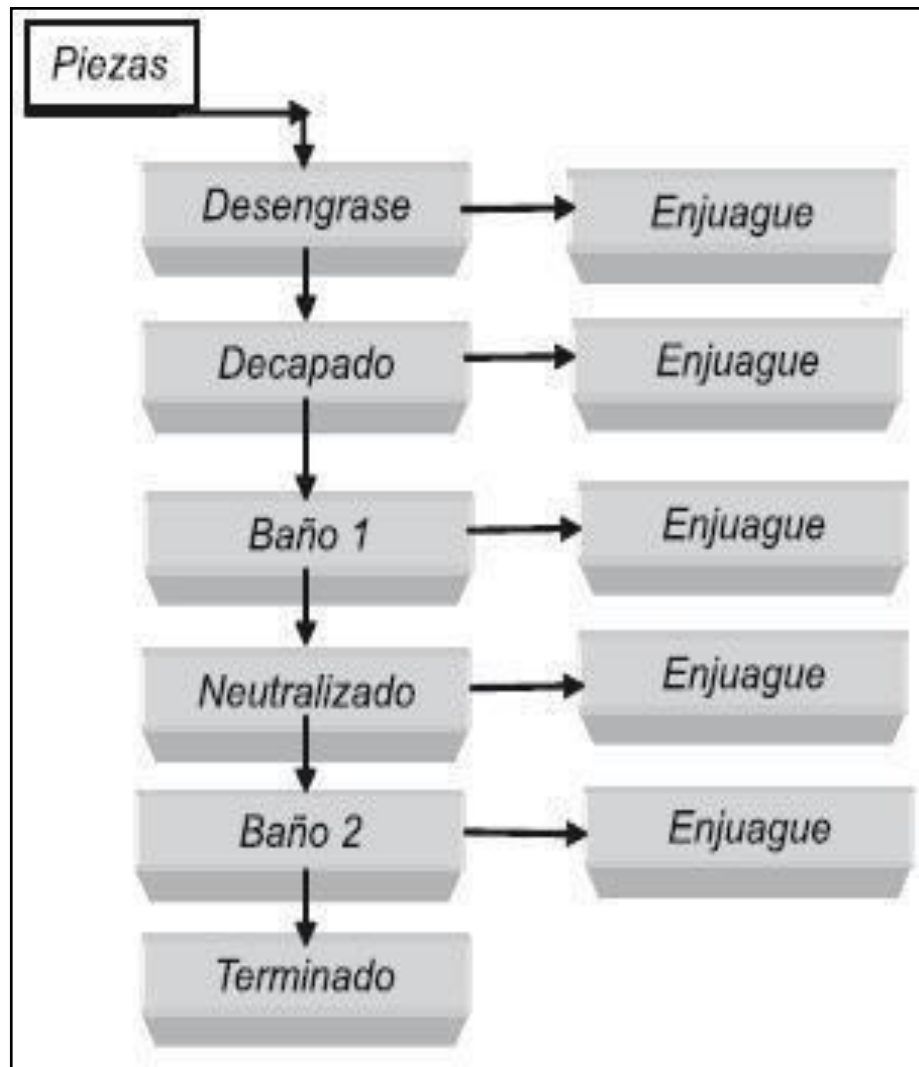 Piezas
Desengrase
Enjuague
Decapado
Enjuague
Baño 1
Enjuague
Neutralizado
Enjuague
Baño 2
Enjuague
Terminado